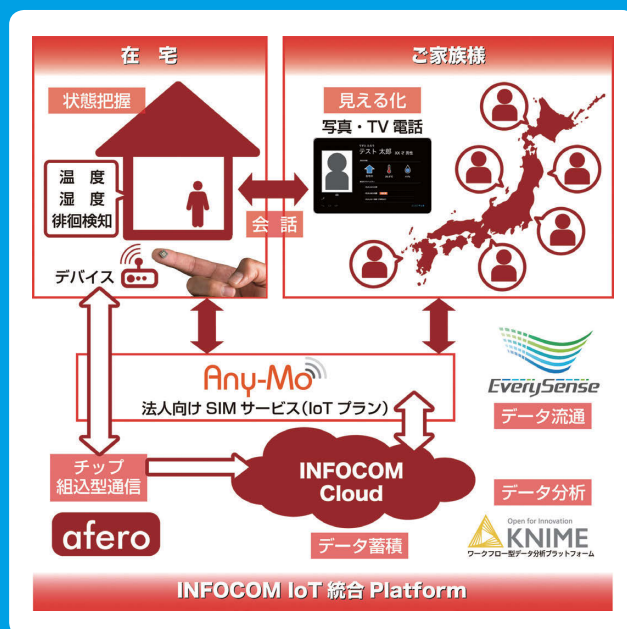 在 宅
状態把握
温 度
湿 度
徘徊検知
デバイス
会 話
ご家族様
見える化
写真・TV 電話
テスト 太郎
Any-Mo
法人向け SIM サービス(IoT プラン)
EverySense
データ流通
チップ
組込型通信
afero
INFOCOM
Cloud
データ蓄積
データ分析
Open for Innovation
KNIME
ワークフロー型データ分析プラットフォーム
INFOCOM IoT 統合 Platform